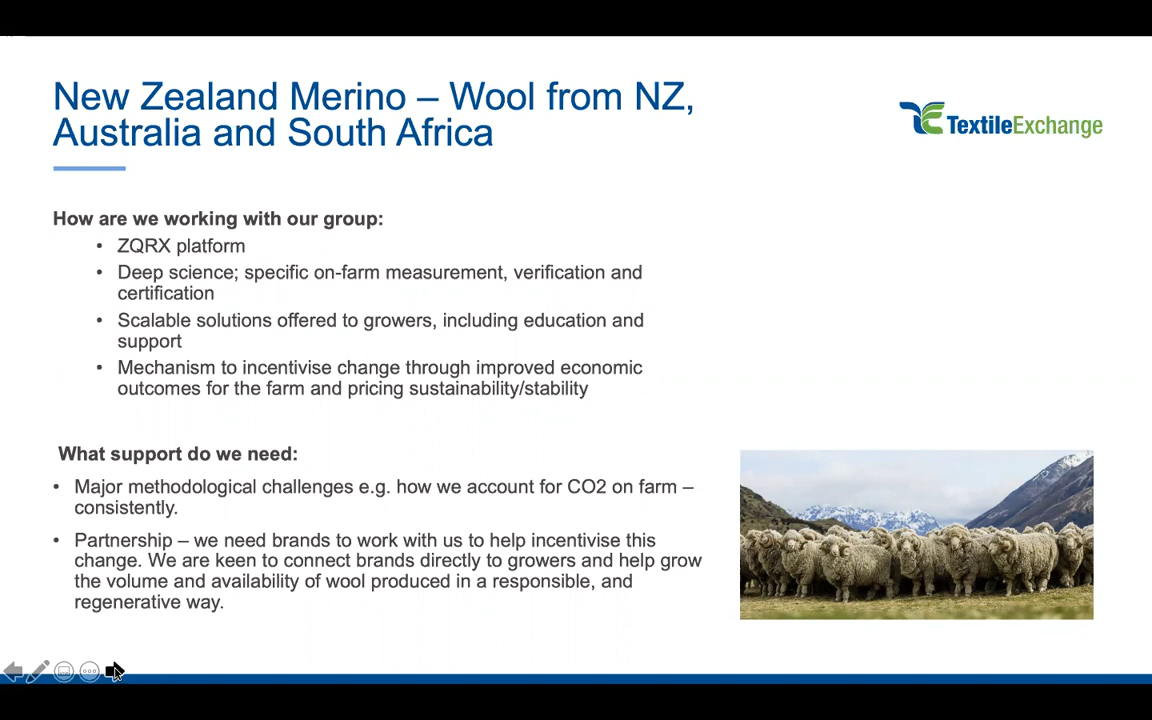 New Zealand Merino – Wool from NZ,
Australia and South Africa
TextileExchange
How are we working with our group:
• ZQRX platform
• Deep science; specific on-farm measurement, verification and
certification
• Scalable solutions offered to growers, including education and
support
• Mechanism to incentivise change through improved economic
outcomes for the farm and pricing sustainability/stability
What support do we need:
• Major methodological challenges e.g. how we account for CO2 on farm –
consistently.
• Partnership – we need brands to work with us to help incentivise this
change. We are keen to connect brands directly to growers and help grow
the volume and availability of wool produced in a responsible, and
regenerative way.